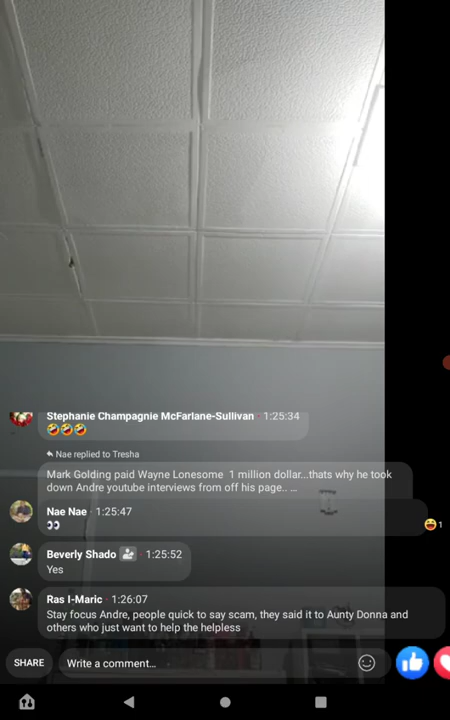 Stephanie Champagnie McFarlane-Sullivan · 1:25:34
🤣🤣🤣
Nae replied to Tresha
Mark Golding paid Wayne Lonesome 1 million dollar...thats why he took
down Andre youtube interviews from off his page.. ...
Nae Nae · 1:25:47
👀
1
Beverly Shado · 1:25:52
Yes
Ras I-Maric · 1:26:07
Stay focus Andre, people quick to say scam, they said it to Aunty Donna and
others who just want to help the helpless
SHARE
Write a comment...